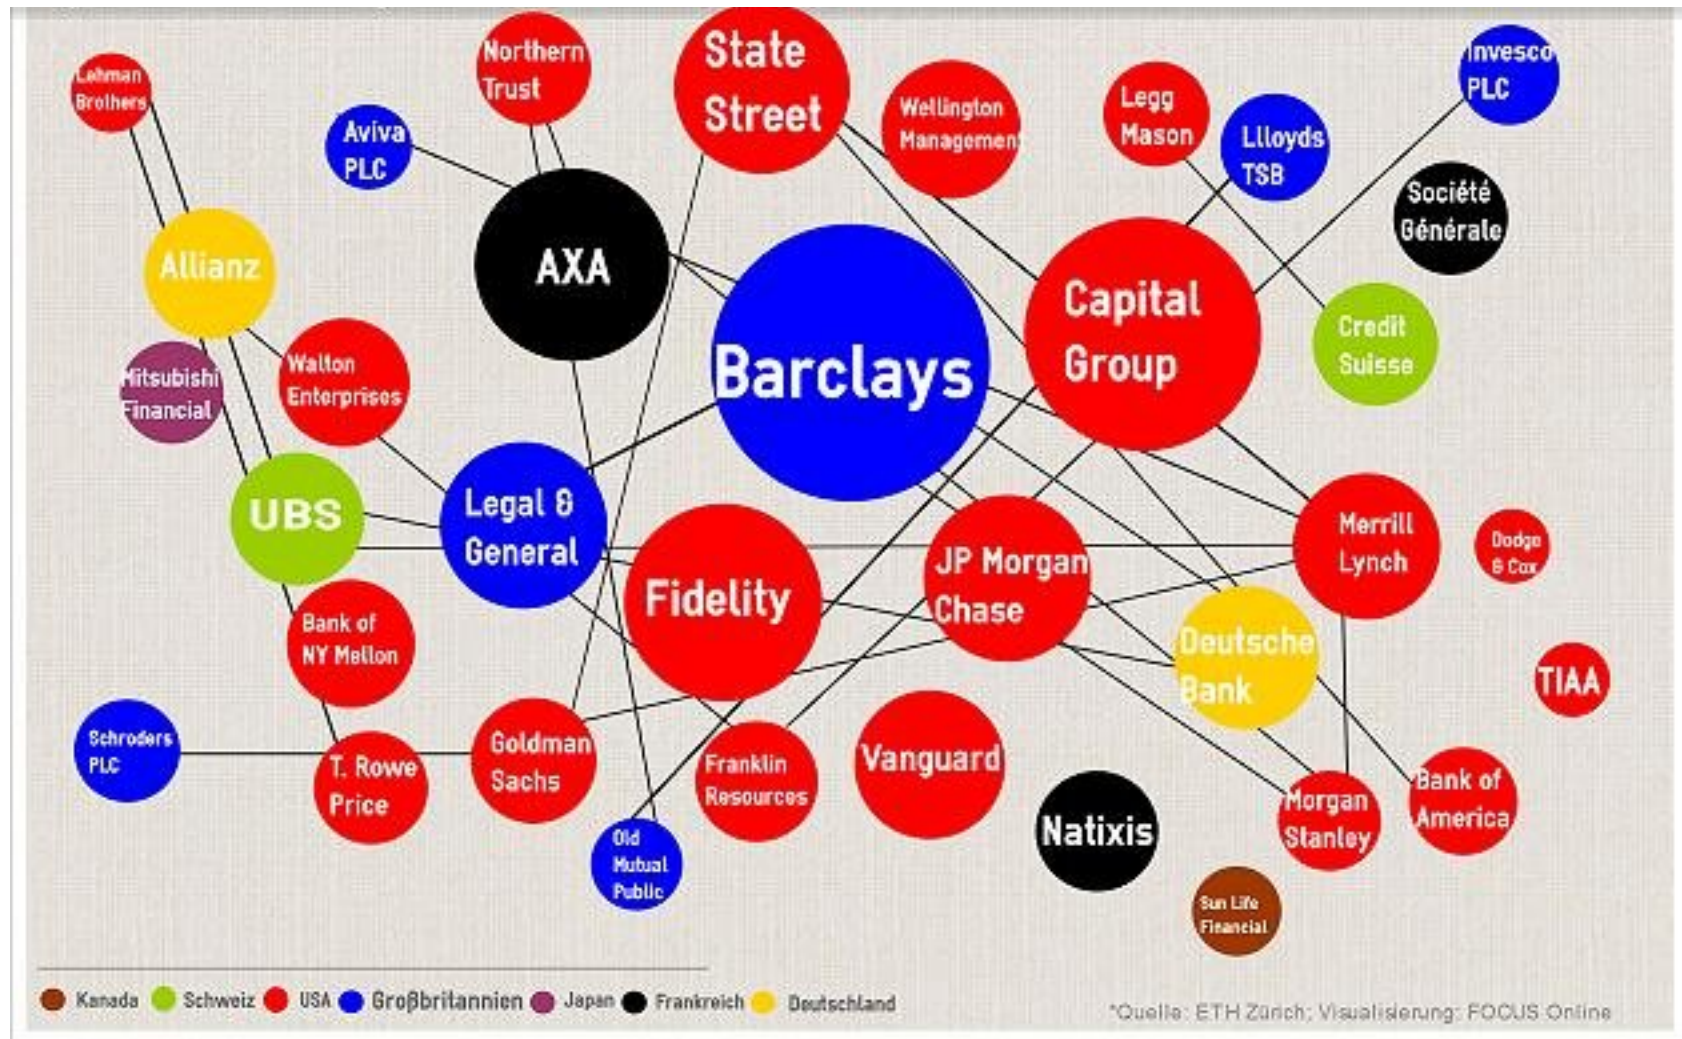 Lehman
Brothers
Northern
Trust
State
Street
Invesco
PLC
Aviva
PLC
Wellington
Management
Legg
Mason
Llloyds
TSB
Société
Générale
Allianz
AXA
Capital
Group
Credit
Suisse
Barclays
Mitsubishi
Financial
Walton
Enterprises
UBS
Legal &
General
Merrill
Lynch
Dodge
& Cox
Fidelity
JP Morgan
Chase
Bank of
NY Mellon
Deutsche
Bank
TIAA
Schroders
PLC
T. Rowe
Price
Goldman
Sachs
Franklin
Resources
Vanguard
Natixis
Morgan
Stanley
Bank of
America
Old
Mutual
Public
Sun Life
Financial
Kanada Schweiz USA Großbritannien Japan Frankreich Deutschland
*Quelle: ETH Zürich; Visualisierung: FOCUS Online